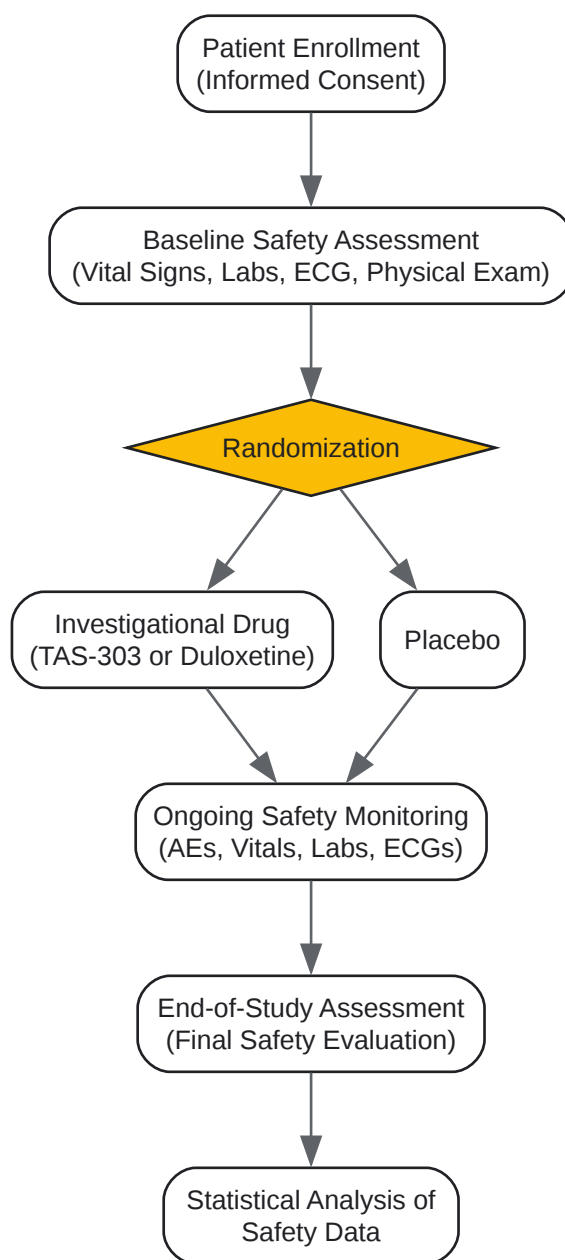 Patient Enrollment
(Informed Consent)
Baseline Safety Assessment
(Vital Signs, Labs, ECG, Physical Exam)
Randomization
Investigational Drug
(TAS-303 or Duloxetine)
Placebo
Ongoing Safety Monitoring
(AEs, Vitals, Labs, ECGs)
End-of-Study Assessment
(Final Safety Evaluation)
Statistical Analysis of
Safety Data